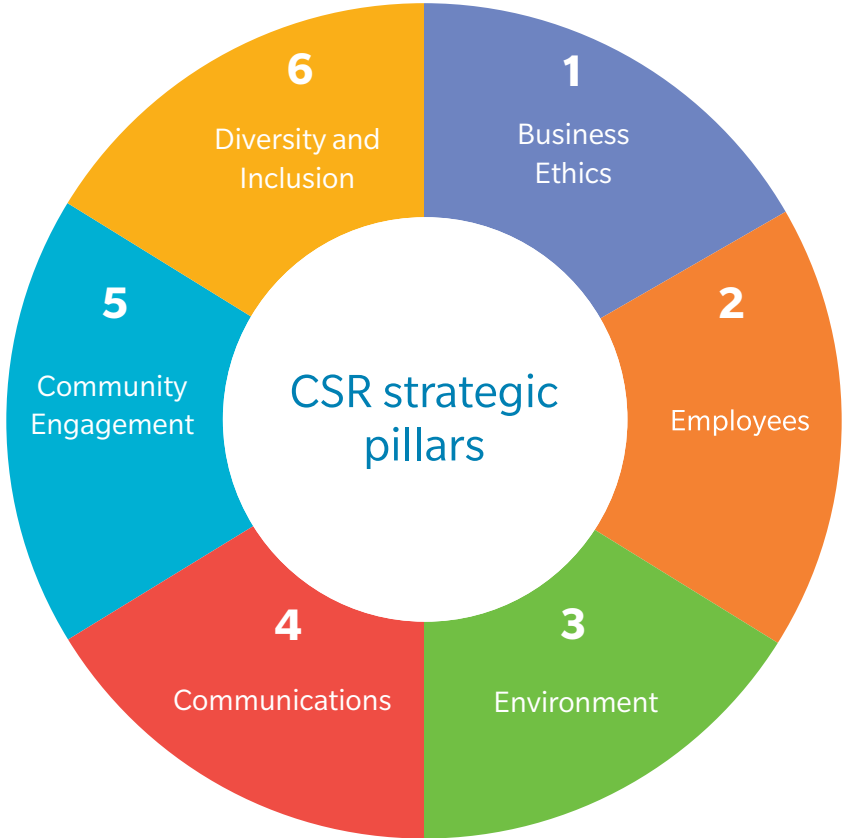 CSR strategic
pillars
1
Business
Ethics
2
Employees
3
Environment
4
Communications
5
Community
Engagement
6
Diversity and
Inclusion